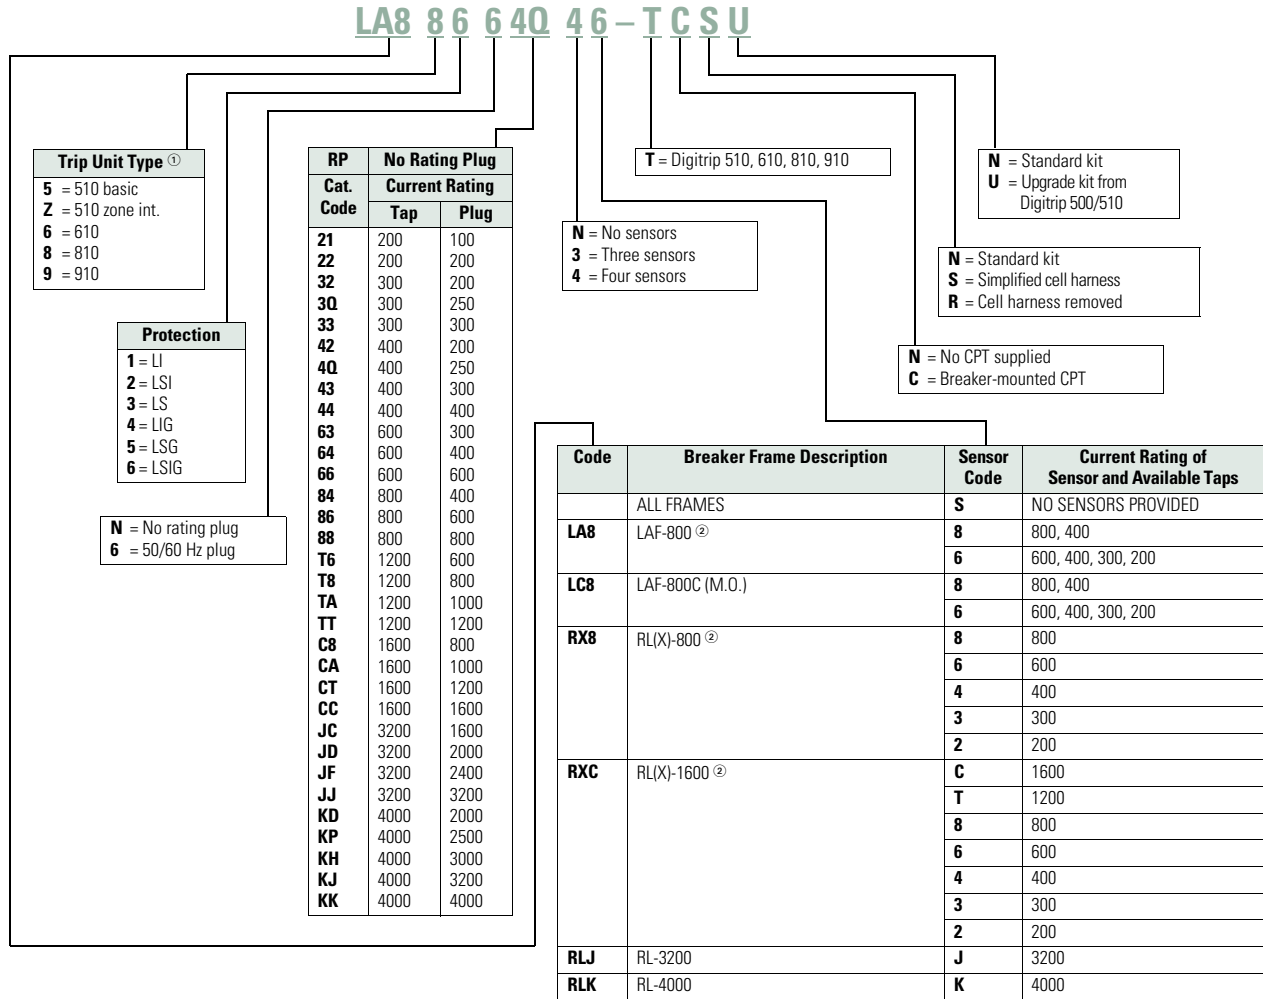 LA8 8 6 6 4Q 4 6 – T C S U
Trip Unit Type ①
5 = 510 basic
Z = 510 zone int.
6 = 610
8 = 810
9 = 910
Protection
1 = LI
2 = LSI
3 = LS
4 = LIG
5 = LSG
6 = LSIG
N = No rating plug
6 = 50/60 Hz plug
RP No Rating Plug
Cat. Code Current Rating
Tap Plug
21 200 100
22 200 200
32 300 200
3Q 300 250
33 300 300
42 400 200
4Q 400 250
43 400 300
44 400 400
63 600 300
64 600 400
66 600 600
84 800 400
86 800 600
88 800 800
T6 1200 600
T8 1200 800
TA 1200 1000
TT 1200 1200
C8 1600 800
CA 1600 1000
CT 1600 1200
CC 1600 1600
JC 3200 1600
JD 3200 2000
JF 3200 2400
JJ 3200 3200
KD 4000 2000
KP 4000 2500
KH 4000 3000
KJ 4000 3200
KK 4000 4000
T = Digitrip 510, 610, 810, 910
N = No sensors
3 = Three sensors
4 = Four sensors
N = Standard kit
U = Upgrade kit from
Digitrip 500/510
N = Standard kit
S = Simplified cell harness
R = Cell harness removed
N = No CPT supplied
C = Breaker-mounted CPT
Code Breaker Frame Description Sensor Code Current Rating of Sensor and Available Taps
ALL FRAMES S NO SENSORS PROVIDED
LA8 LAF-800 ② 8 800, 400
6 600, 400, 300, 200
LC8 LAF-800C (M.O.) 8 800, 400
6 600, 400, 300, 200
RX8 RL(X)-800 ② 8 800
6 600
4 400
3 300
2 200
RXC RL(X)-1600 ② C 1600
T 1200
8 800
6 600
4 400
3 300
2 200
RLJ RL-3200 J 3200
RLK RL-4000 K 4000